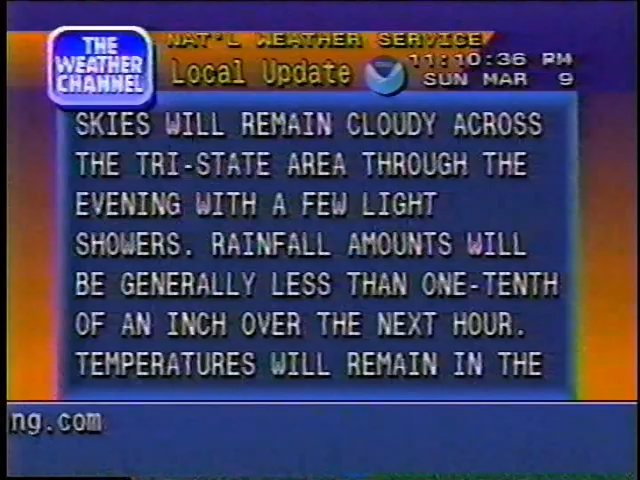 THE
WEATHER
CHANNEL
NAT'L WEATHER SERVICE
Local Update
11:10:36 PM
SUN MAR 9
SKIES WILL REMAIN CLOUDY ACROSS
THE TRI-STATE AREA THROUGH THE
EVENING WITH A FEW LIGHT
SHOWERS. RAINFALL AMOUNTS WILL
BE GENERALLY LESS THAN ONE-TENTH
OF AN INCH OVER THE NEXT HOUR.
TEMPERATURES WILL REMAIN IN THE
ng.com